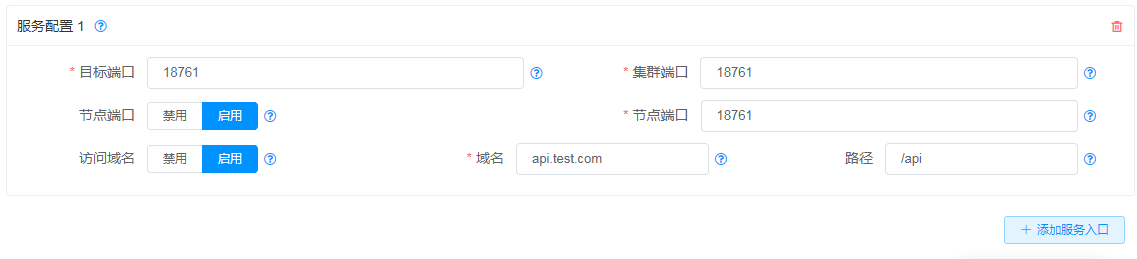 服务配置 1
* 目标端口 18761 * 集群端口 18761
节点端口 禁用 启用 * 节点端口 18761
访问域名 禁用 启用 * 域名 api.test.com 路径 /api
+ 添加服务入口